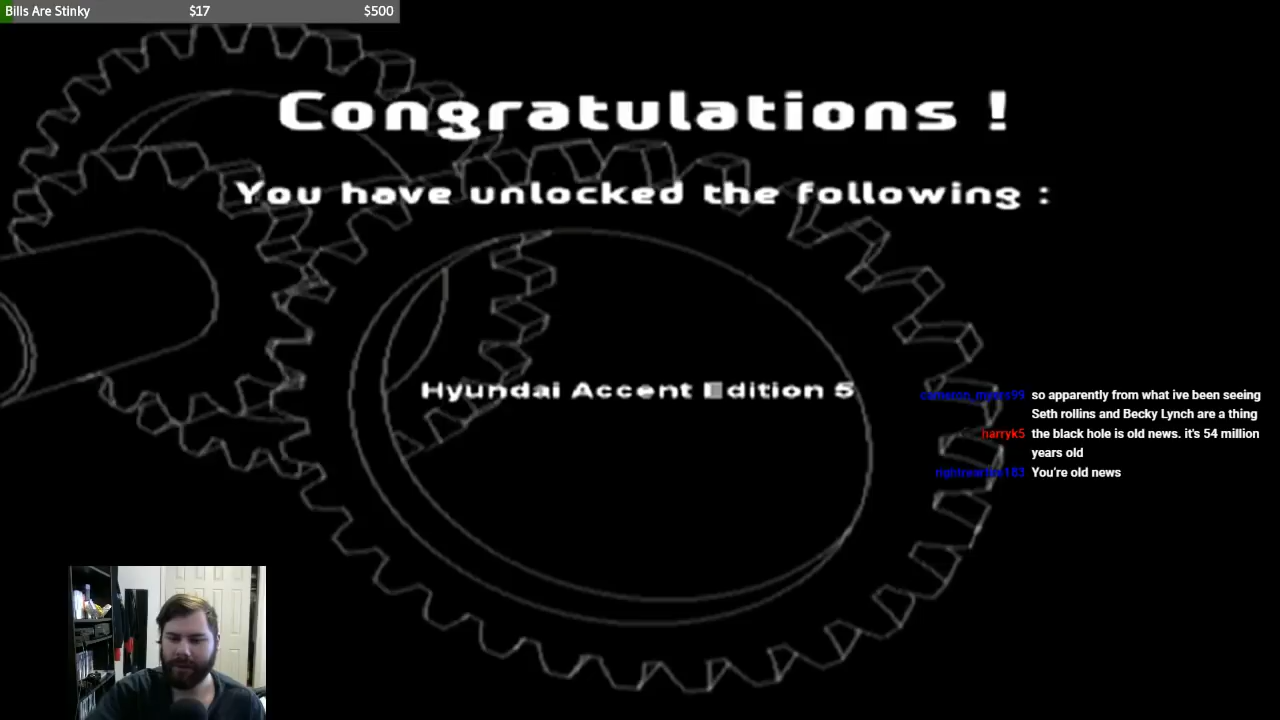 Bills Are Stinky $17 $500
Congratulations !
You have unlocked the following :
Hyundai Accent Edition 5
cameron_myers99 so apparently from what ive been seeing
Seth rollins and Becky Lynch are a thing
harryk5 the black hole is old news. it's 54 million
years old
You're old news